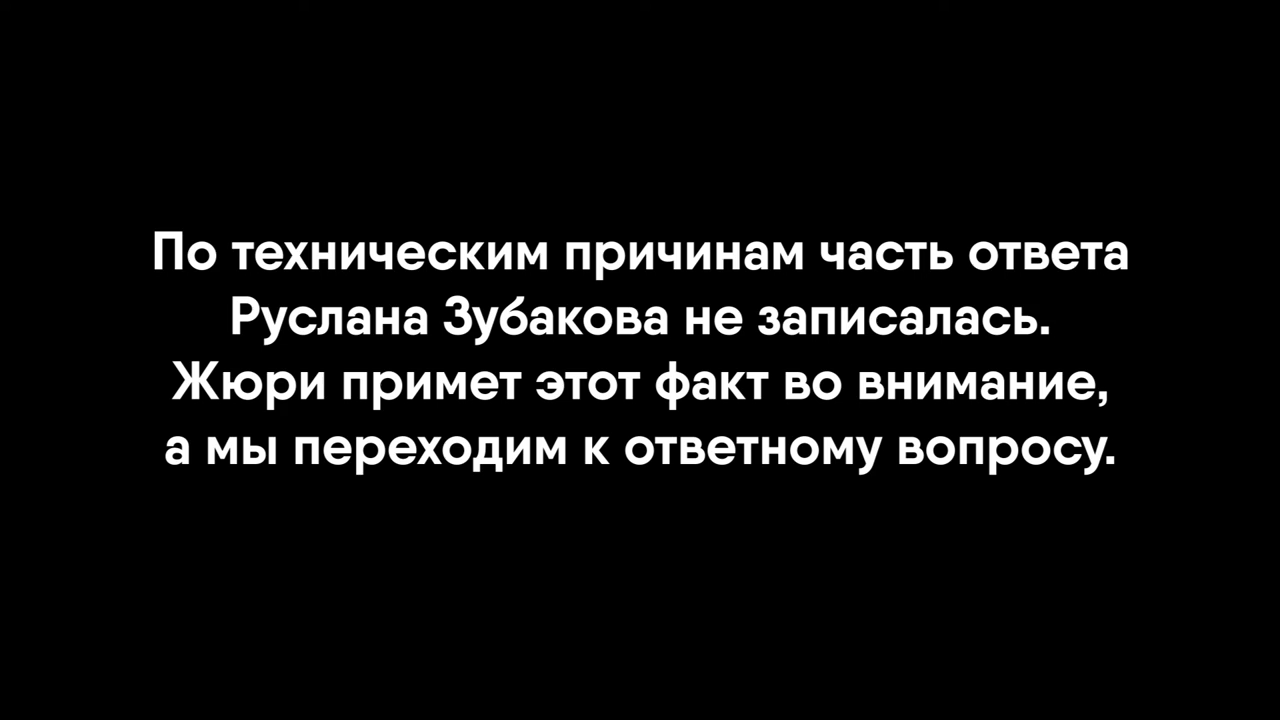 По техническим причинам часть ответа
Руслана Зубакова не записалась.
Жюри примет этот факт во внимание,
а мы переходим к ответному вопросу.